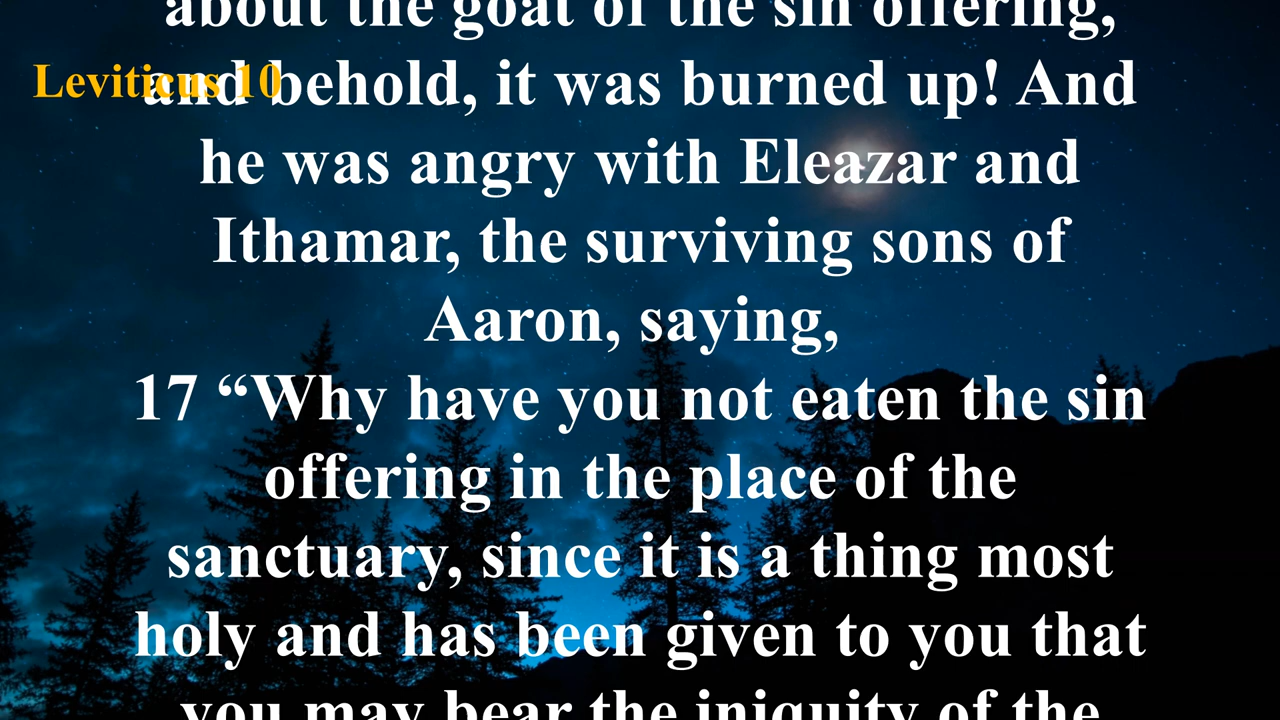 about the goat of the sin offering,
Leviticus 10
and behold, it was burned up! And
he was angry with Eleazar and
Ithamar, the surviving sons of
Aaron, saying,
17 “Why have you not eaten the sin
offering in the place of the
sanctuary, since it is a thing most
holy and has been given to you that
you may bear the iniquity of the